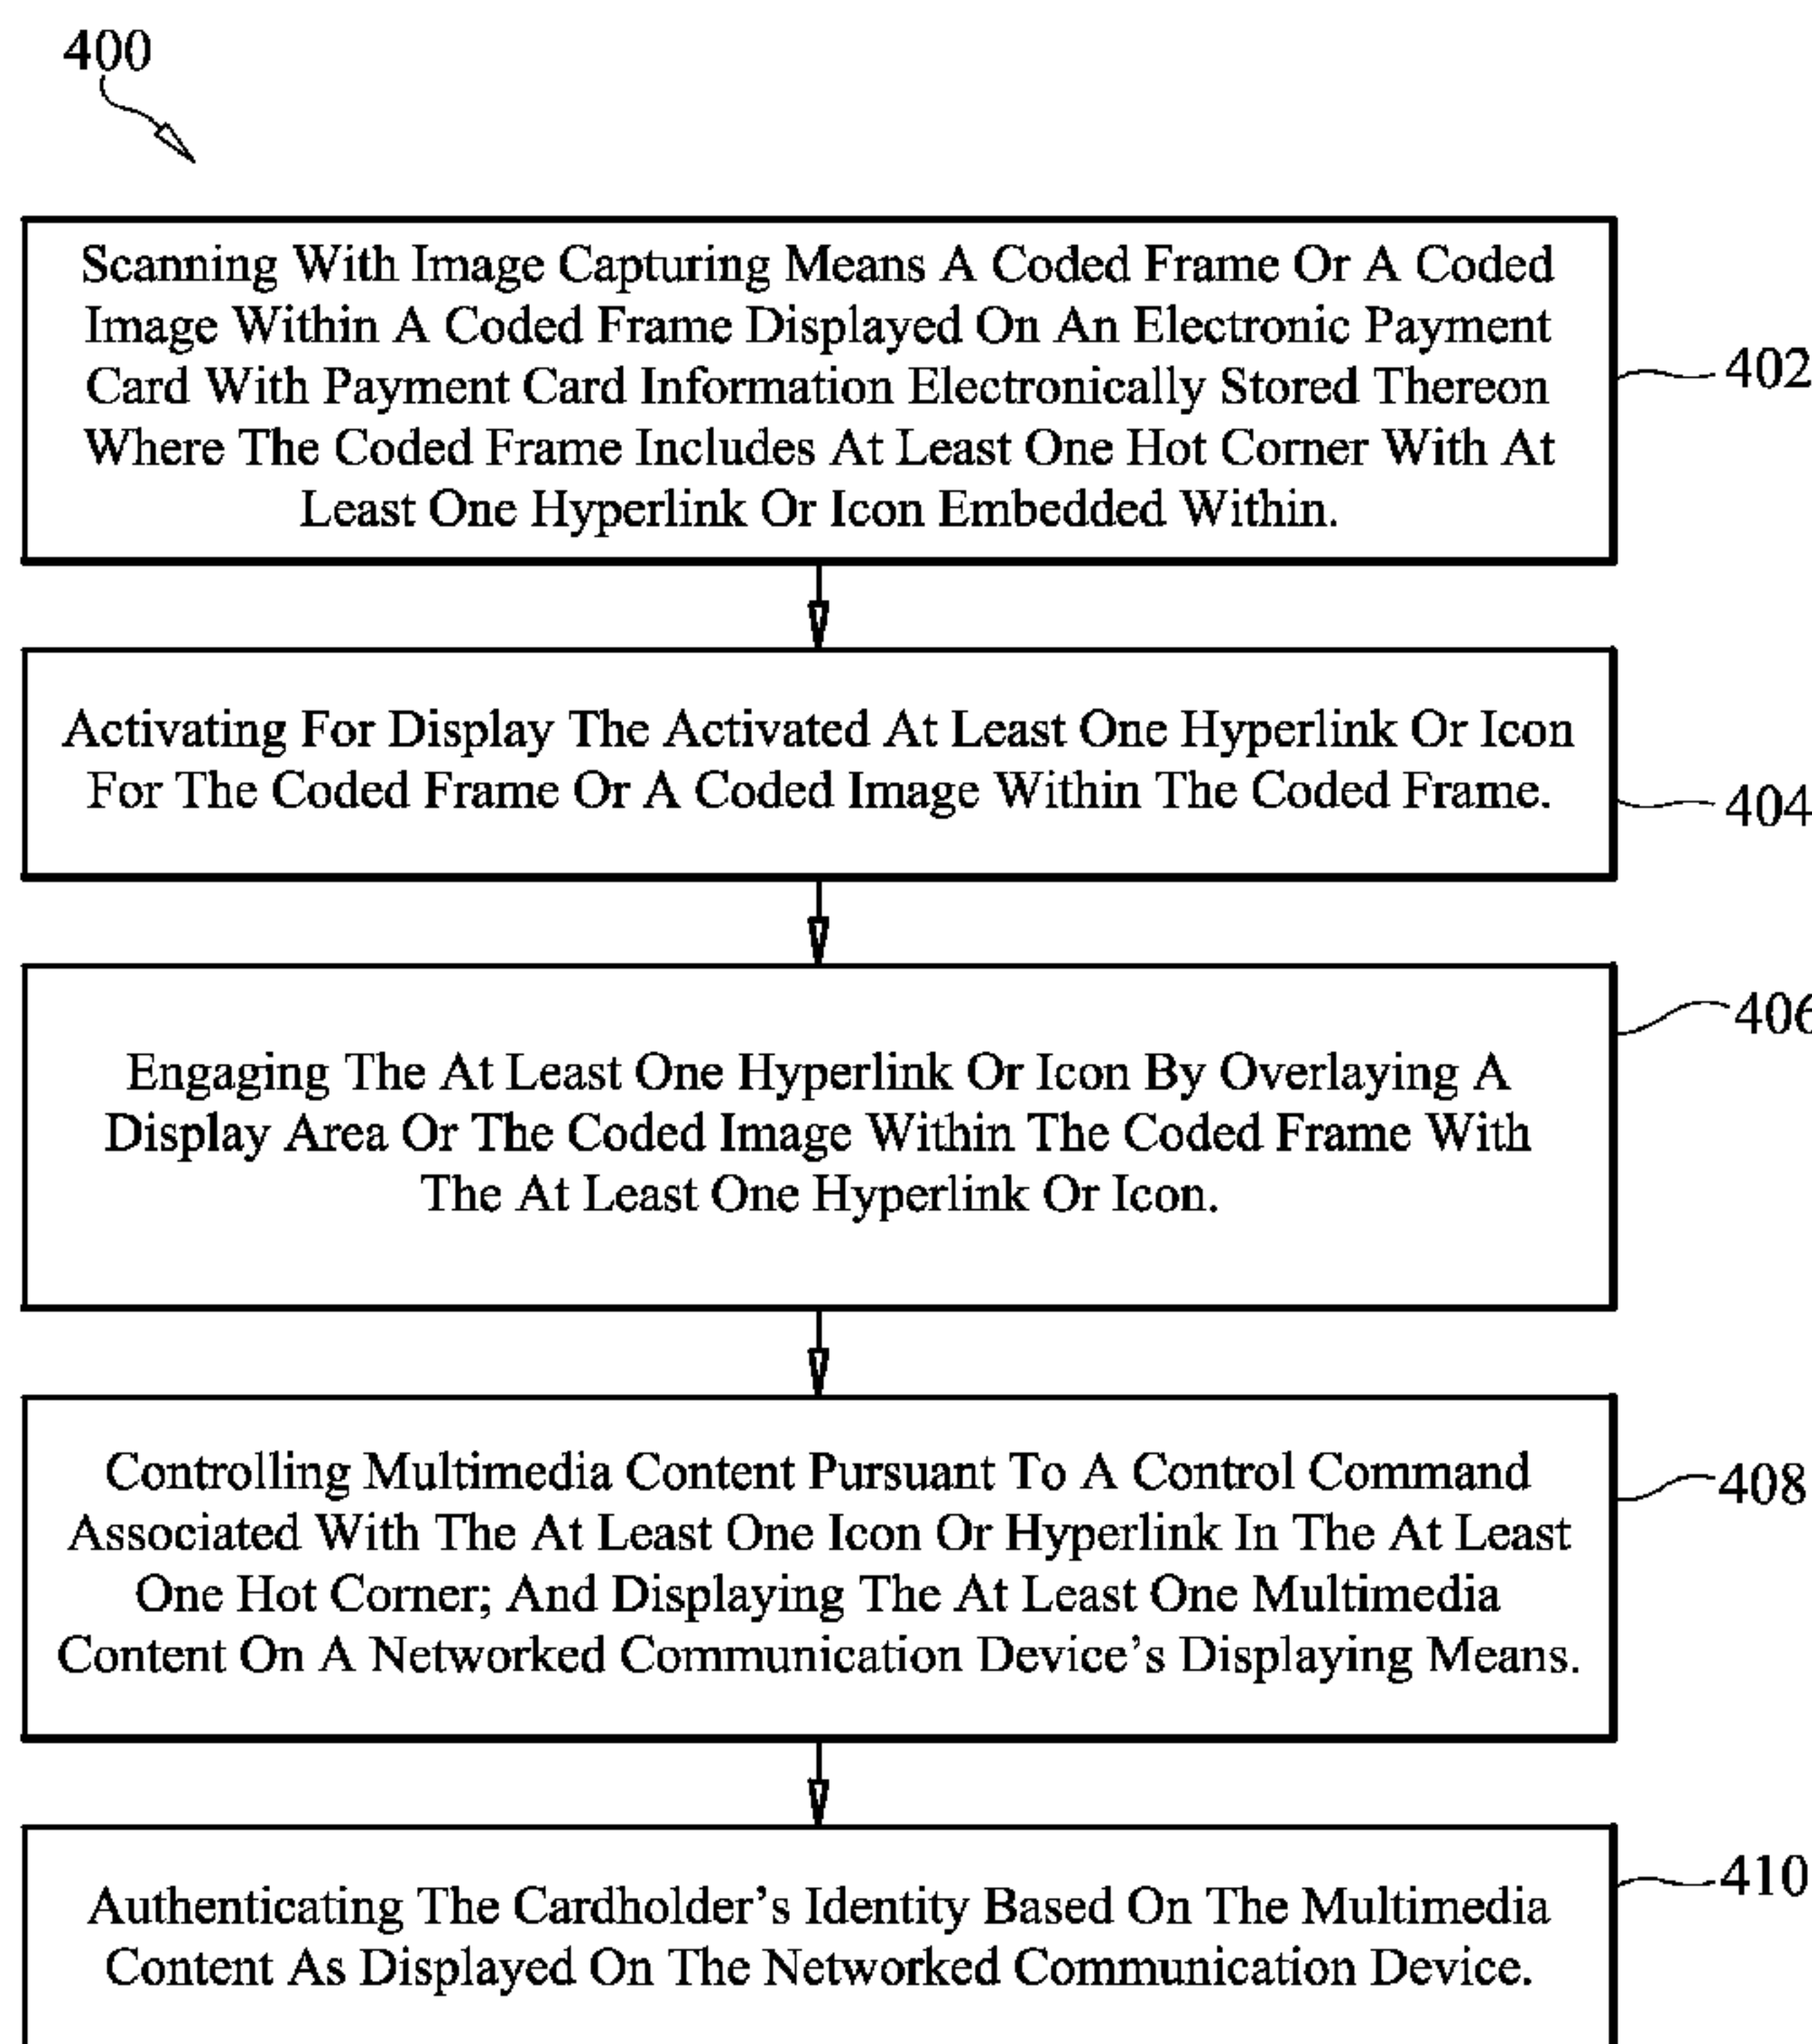 400
Scanning With Image Capturing Means A Coded Frame Or A Coded
Image Within A Coded Frame Displayed On An Electronic Payment
Card With Payment Card Information Electronically Stored Thereon
Where The Coded Frame Includes At Least One Hot Corner With At
Least One Hyperlink Or Icon Embedded Within.
402
Activating For Display The Activated At Least One Hyperlink Or Icon
For The Coded Frame Or A Coded Image Within The Coded Frame.
404
Engaging The At Least One Hyperlink Or Icon By Overlaying A
Display Area Or The Coded Image Within The Coded Frame With
The At Least One Hyperlink Or Icon.
406
Controlling Multimedia Content Pursuant To A Control Command
Associated With The At Least One Icon Or Hyperlink In The At Least
One Hot Corner; And Displaying The At Least One Multimedia
Content On A Networked Communication Device's Displaying Means.
408
Authenticating The Cardholder's Identity Based On The Multimedia
Content As Displayed On The Networked Communication Device.
410